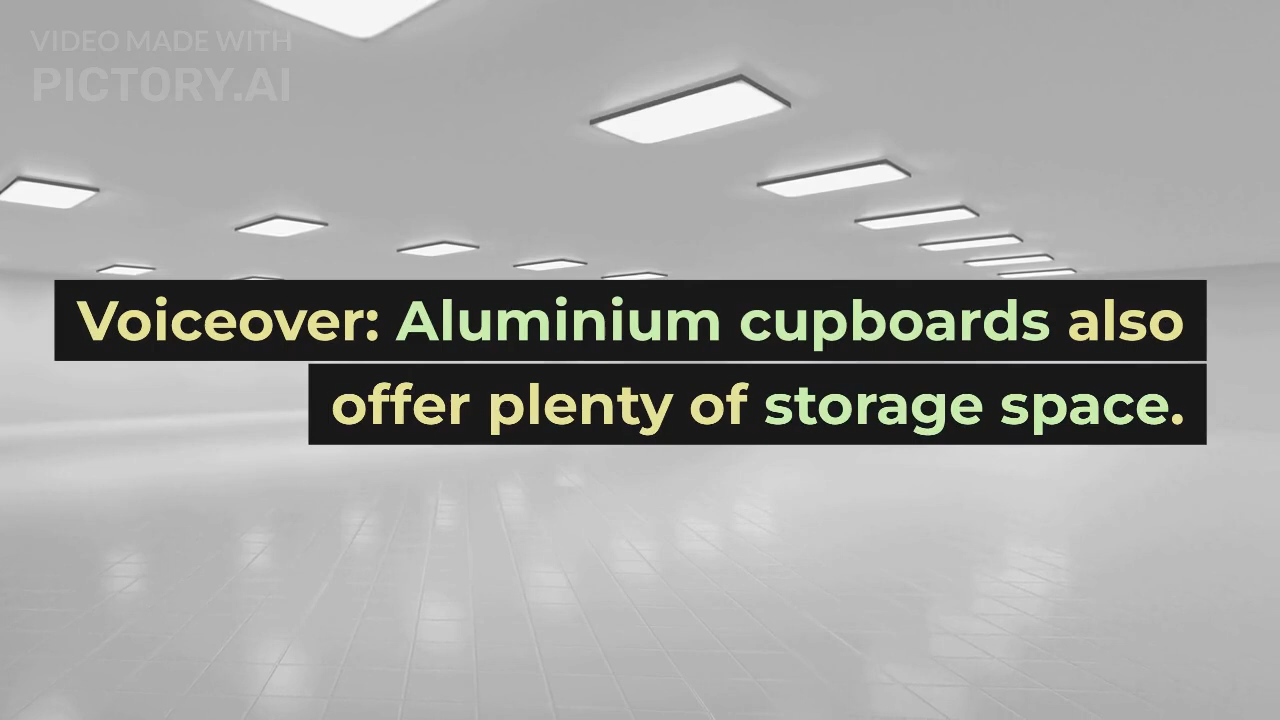 VIDEO MADE WITH
PICTORY.AI
Voiceover: Aluminium cupboards also
offer plenty of storage space.